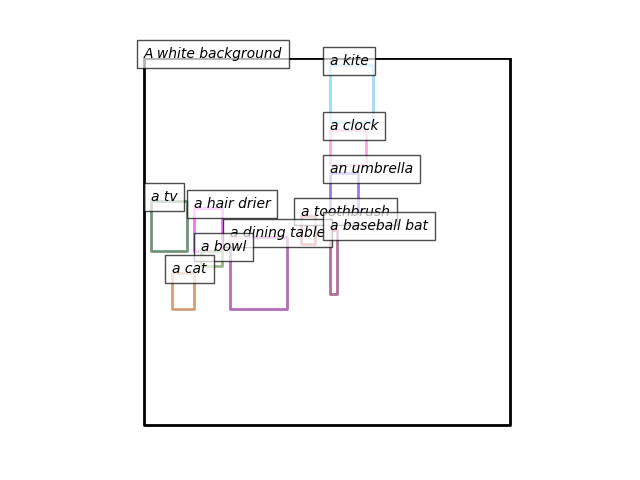 A white background
a kite
a clock
an umbrella
a tv
a hair drier
a toothbrush
a baseball bat
a dining table
a bowl
a cat